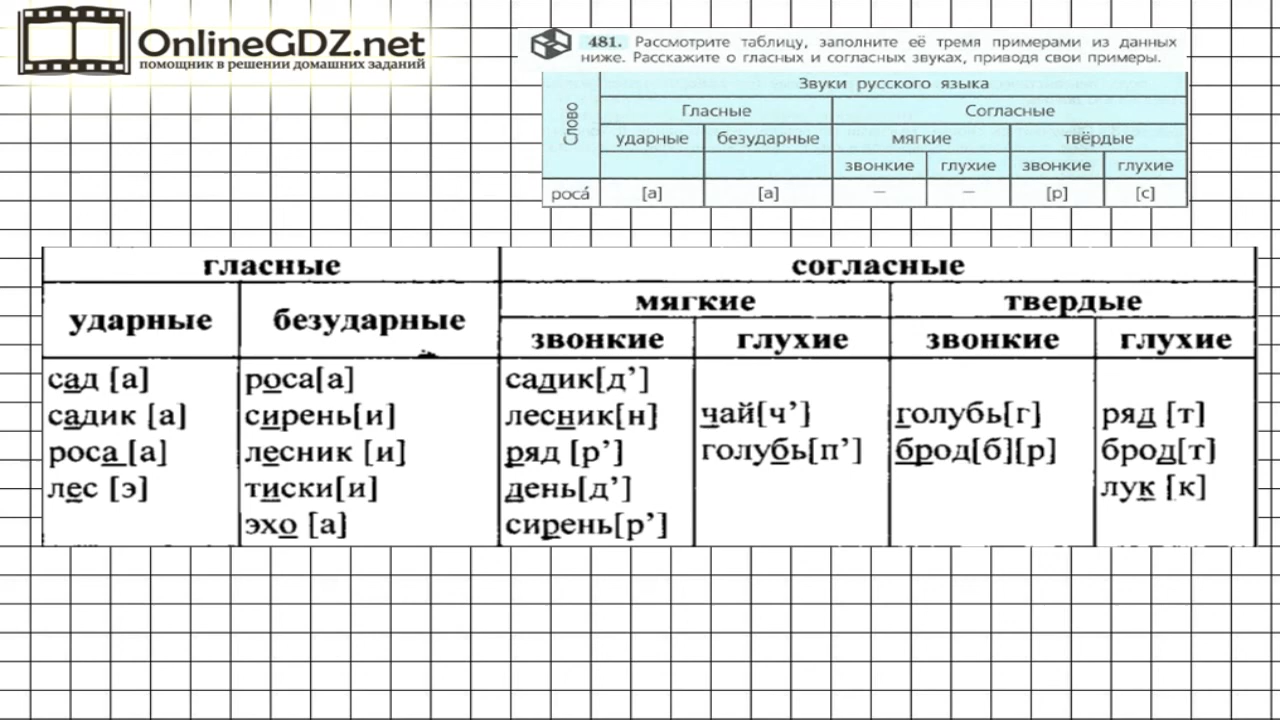 OnlineGDZ.net
помощник в решении домашних заданий
481. Рассмотрите таблицу, заполните её тремя примерами из данных
ниже. Расскажите о гласных и согласных звуках, приводя свои примеры.
Слово
Звуки русского языка
Гласные Согласные
ударные безударные мягкие твёрдые
звонкие глухие звонкие глухие
роса́ [а] [а] – – [р] [с]
гласные согласные
ударные безударные мягкие твердые
звонкие глухие звонкие глухие
сад [а] роса[а] садик[д’]
садик [а] сирень[и] лесник[н] чай[ч’] голубь[г] ряд [т]
роса [а] лесник [и] ряд [р’] голубь[п’] брод[б][р] брод[т]
лес [э] тиски[и] день[д’] лук [к]
эхо [а] сирень[р’]